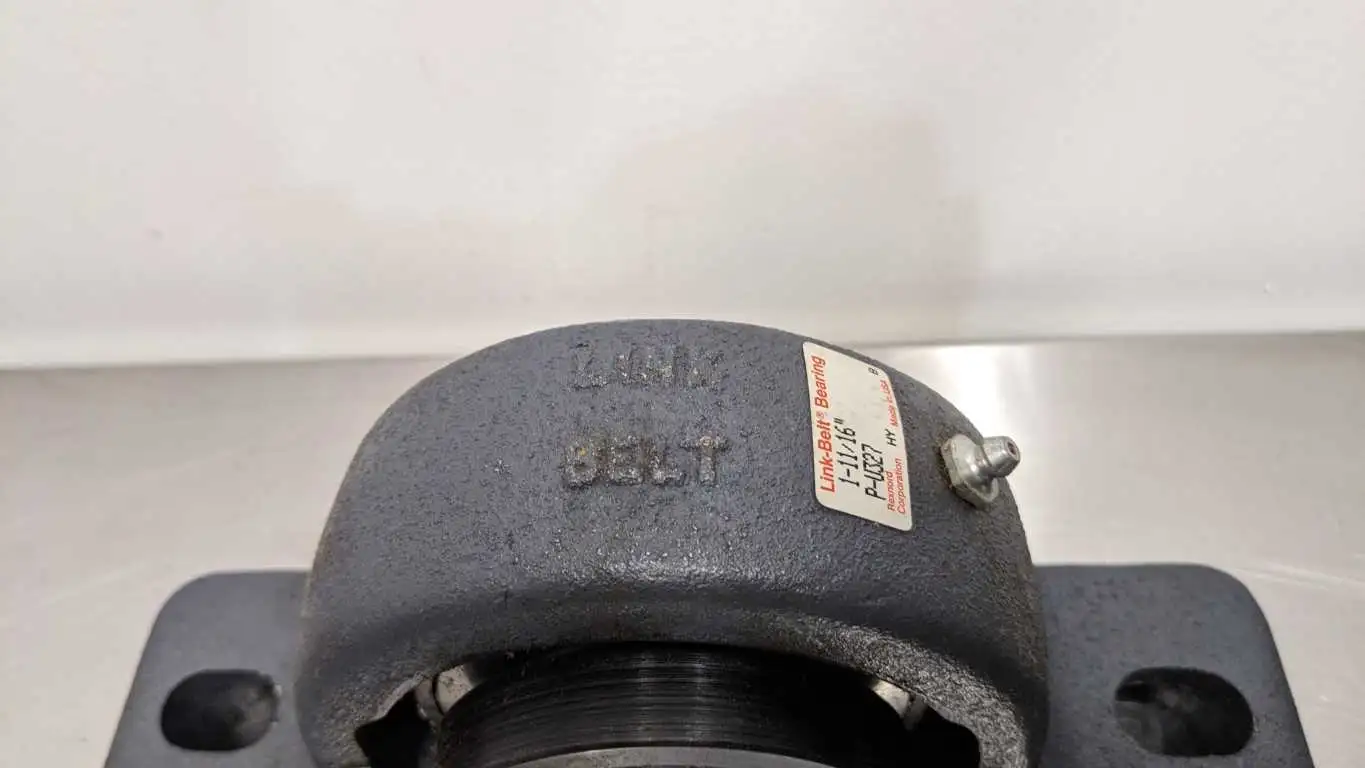 LINK
BELT
Link-Belt® Bearing
1-11/16"
P-U327 HY
Rexnord
Corporation
Made in USA
B